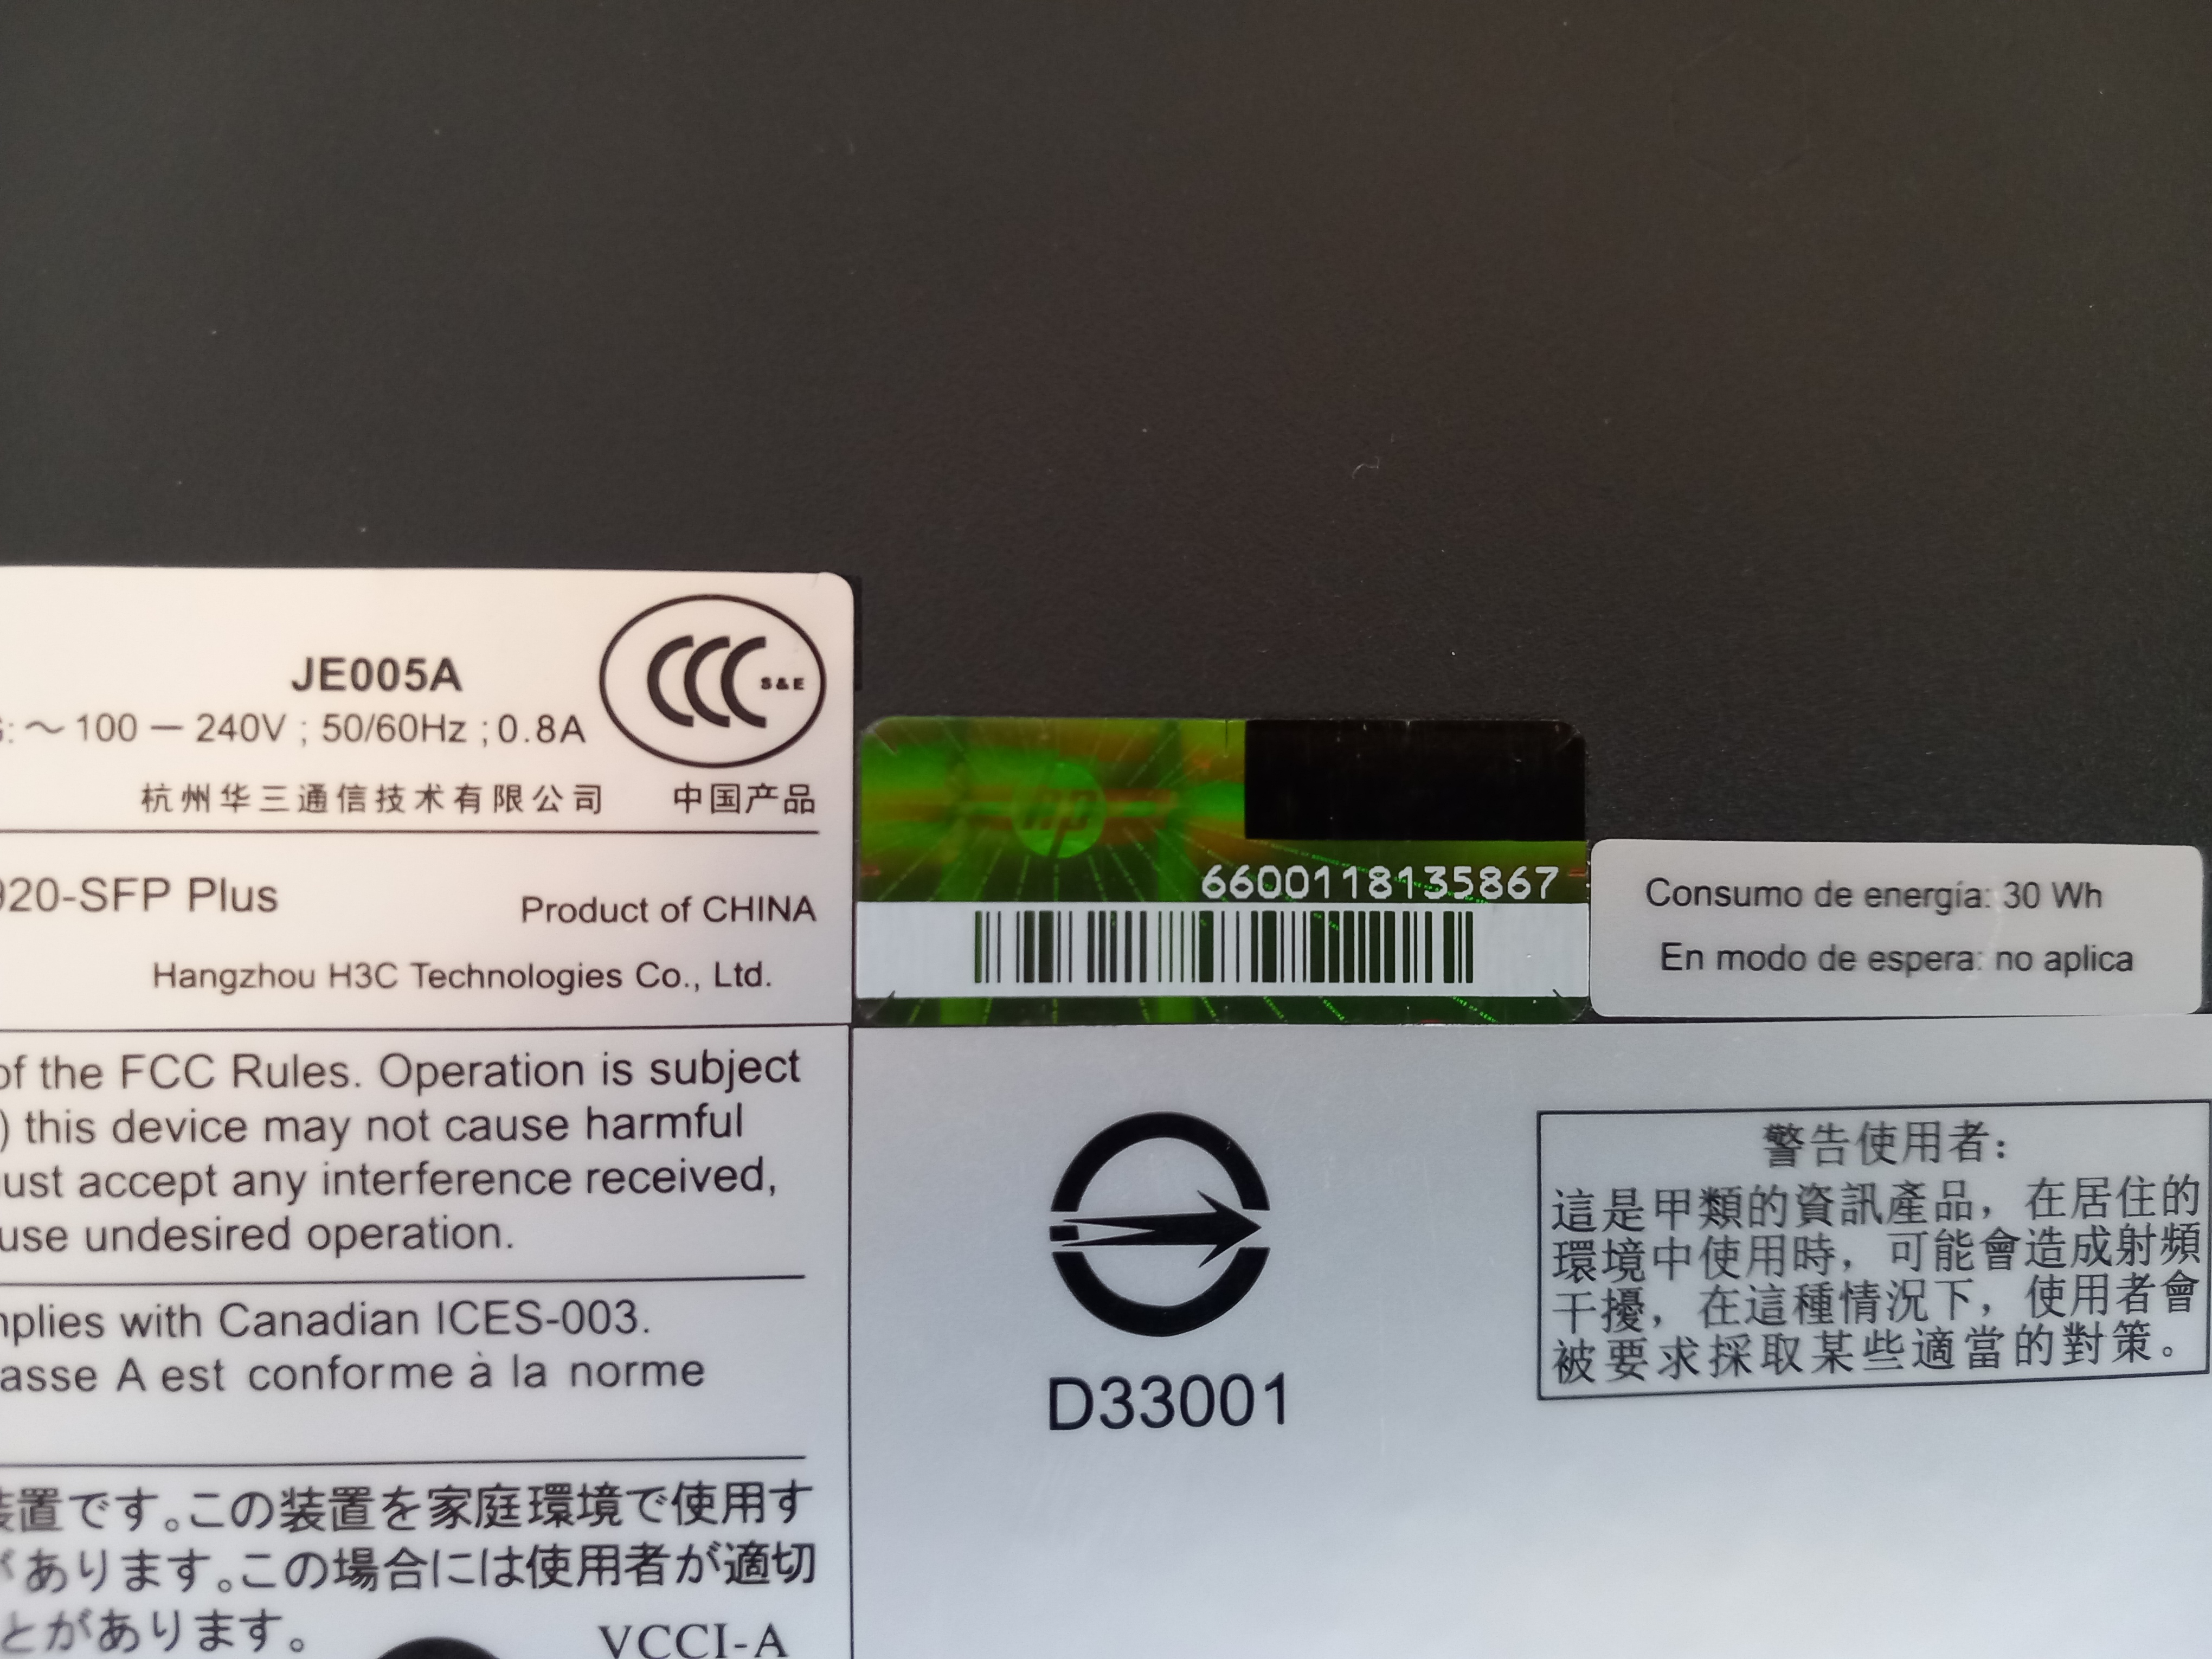 JE005A
CCC S&E
: ~ 100 — 240V ; 50/60Hz ; 0.8A
杭州华三通信技术有限公司 中国产品
920-SFP Plus
Product of CHINA
Hangzhou H3C Technologies Co., Ltd.
hp
6600118135867
Consumo de energía: 30 Wh
En modo de espera: no aplica
of the FCC Rules. Operation is subject
) this device may not cause harmful
ust accept any interference received,
use undesired operation.
mplies with Canadian ICES-003.
asse A est conforme à la norme
装置です。この装置を家庭環境で使用す
があります。この場合には使用者が適切
とがあります。
VCCI-A
D33001
警告使用者:
這是甲類的資訊產品，在居住的
環境中使用時，可能會造成射頻
干擾，在這種情況下，使用者會
被要求採取某些適當的對策。